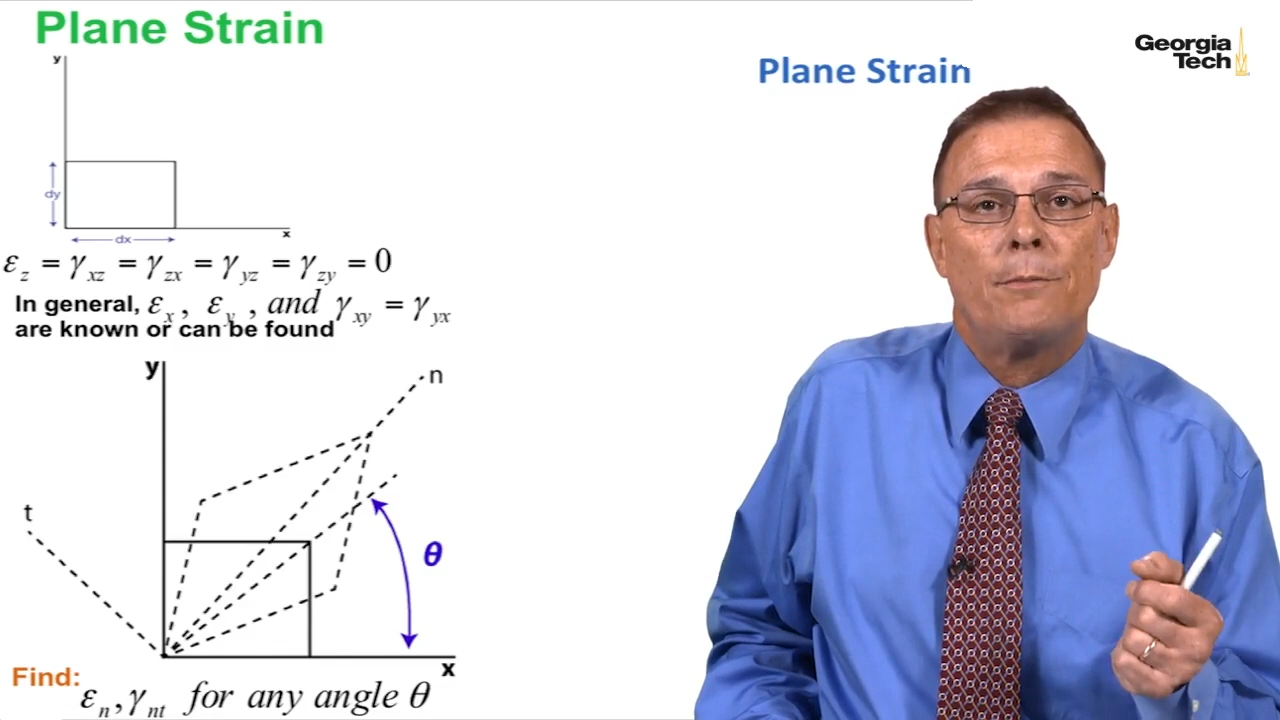 Plane Strain
y
dy
dx
x
εz = γxz = γzx = γyz = γzy = 0
In general, εx, εy, and γxy = γyx
are known or can be found
y
n
t
θ
x
Find:
εn, γnt for any angle θ
Plane Strain
Georgia
Tech